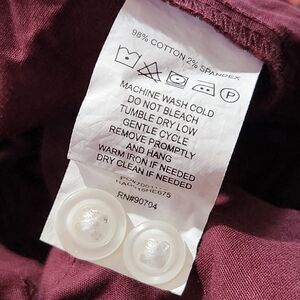 98% COTTON 2% SPANDEX
MACHINE WASH COLD
DO NOT BLEACH
TUMBLE DRY LOW
GENTLE CYCLE
REMOVE PROMPTLY
AND HANG
WARM IRON IF NEEDED
DRY CLEAN IF NEEDED
RN#90704